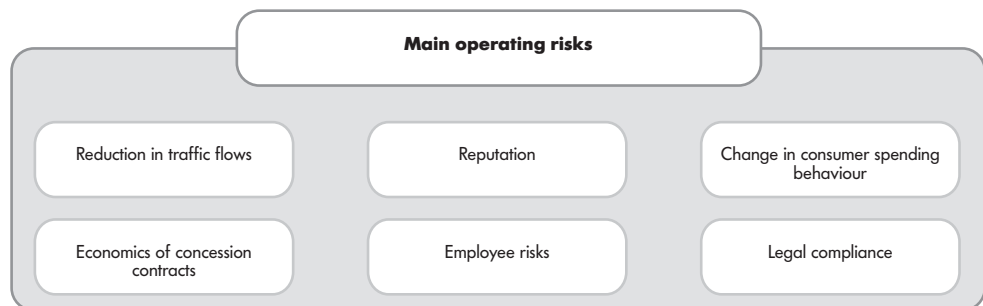 Main operating risks
Reduction in traffic flows
Reputation
Change in consumer spending
behaviour
Economics of concession
contracts
Employee risks
Legal compliance